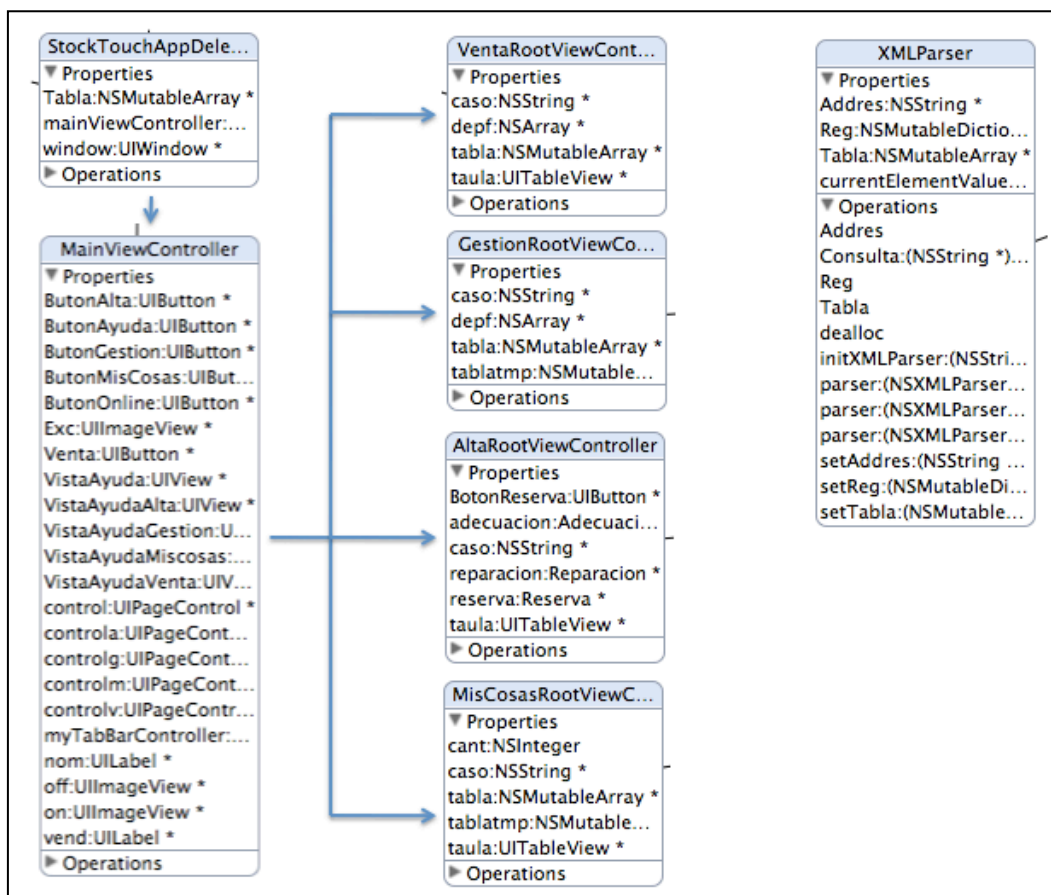 StockTouchAppDele...
Properties
Tabla:NSMutableArray *
mainViewController:...
window:UIWindow *
Operations
MainViewController
Properties
ButonAlta:UIButton *
ButonAyuda:UIButton *
ButonGestion:UIButton *
ButonMisCosas:UIBut...
ButonOnline:UIButton *
Exc:UIImageView *
Venta:UIButton *
VistaAyuda:UIView *
VistaAyudaAlta:UIView *
VistaAyudaGestion:U...
VistaAyudaMiscosas:...
VistaAyudaVenta:UIV...
control:UIPageControl *
controla:UIPageCont...
controlg:UIPageCont...
controlm:UIPageCont...
controlv:UIPageContr...
myTabBarController:...
nom:UILabel *
off:UIImageView *
on:UIImageView *
vend:UILabel *
Operations
VentaRootViewCont...
Properties
caso:NSString *
depf:NSArray *
tabla:NSMutableArray *
taula:UITableView *
Operations
GestionRootViewCo...
Properties
caso:NSString *
depf:NSArray *
tabla:NSMutableArray *
tablatmp:NSMutable...
Operations
AltaRootViewController
Properties
BotonReserva:UIButton *
adecuacion:Adecuaci...
caso:NSString *
reparacion:Reparacion *
reserva:Reserva *
taula:UITableView *
Operations
MisCosasRootViewC...
Properties
cant:NSInteger
caso:NSString *
tabla:NSMutableArray *
tablatmp:NSMutable...
taula:UITableView *
Operations
XMLParser
Properties
Addres:NSString *
Reg:NSMutableDictio...
Tabla:NSMutableArray *
currentElementValue...
Operations
Addres
Consulta:(NSString *)...
Reg
Tabla
dealloc
initXMLParser:(NSStri...
parser:(NSXMLParser...
parser:(NSXMLParser...
parser:(NSXMLParser...
setAddres:(NSString ...
setReg:(NSMutableDi...
setTabla:(NSMutable...